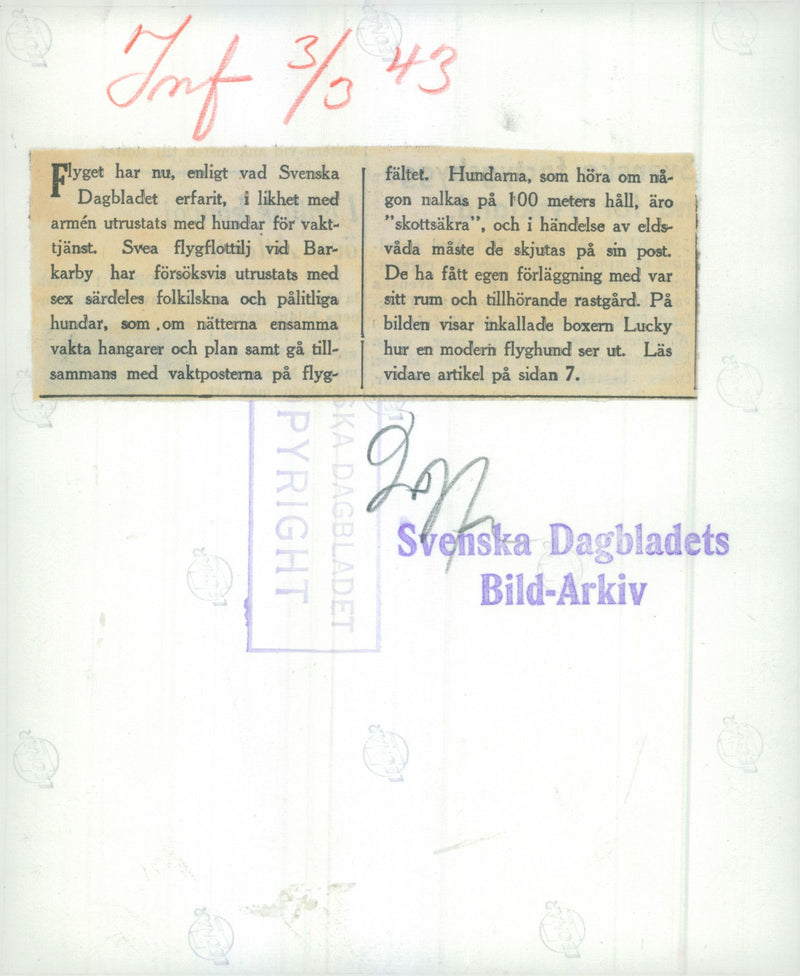 Inf 3/3 43
Flyget har nu, enligt vad Svenska
Dagbladet erfarit, i likhet med
armén utrustats med hundar för vakt-
tjänst. Svea flygflottilj vid Bar-
karby har försöksvis utrustats med
sex särdeles folkilskna och pålitliga
hundar, som om nätterna ensamma
vakta hangarer och plan samt gå till-
sammans med vaktposterna på flyg-
fältet. Hundarna, som höra om nå-
gon nalkas på 100 meters håll, äro
"skottsäkra", och i händelse av elds-
våda måste de skjutas på sin post.
De ha fått egen förläggning med var
sitt rum och tillhörande rastgård. På
bilden visar inkallade boxern Lucky
hur en modern flyghund ser ut. Läs
vidare artikel på sidan 7.
PYRIGHT
SKA DAGBLADET
Svenska Dagbladets
Bild-Arkiv